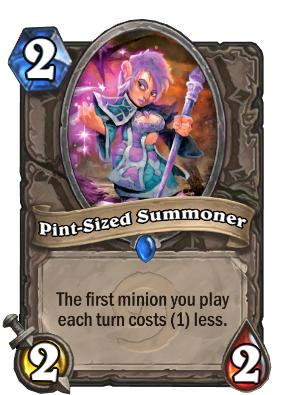 2
Pint-Sized Summoner
The first minion you play
each turn costs (1) less.
2
2